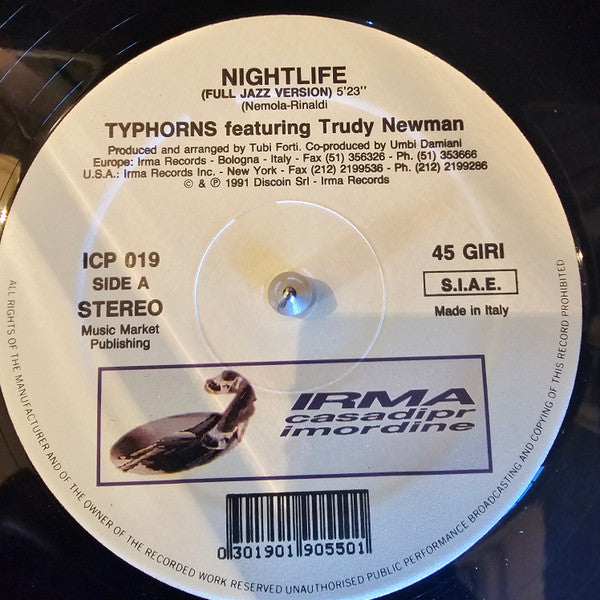 NIGHTLIFE
(FULL JAZZ VERSION) 5'23''
(Nemola-Rinaldi)
TYPHORNS featuring Trudy Newman
Produced and arranged by Tubi Forti. Co-produced by Umbi Damiani
Europe: Irma Records - Bologna - Italy - Fax (51) 356326 - Ph. (51) 353666
U.S.A.: Irma Records Inc. - New York - Fax (212) 2199536 - Ph. (212) 2199286
© & ℗ 1991 Discoin Srl - Irma Records
ICP 019
SIDE A
STEREO
Music Market
Publishing
45 GIRI
S.I.A.E.
Made in Italy
IRMA
casadipr
imordine
0 301901 905501
ALL RIGHTS OF THE MANUFACTURER AND OF THE OWNER OF THE RECORDED WORK RESERVED UNAUTHORISED PUBLIC PERFORMANCE BROADCASTING AND COPYING OF THIS RECORD PROHIBITED